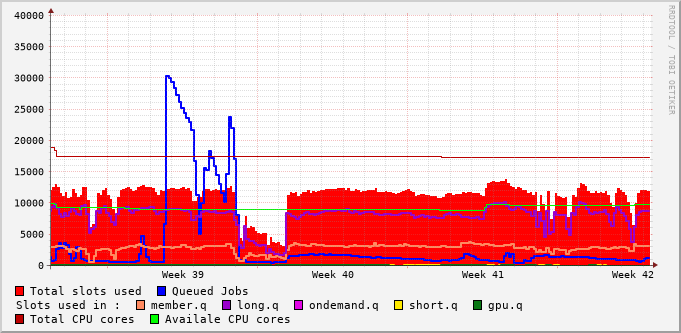 40000
35000
30000
25000
20000
15000
10000
5000
0
Week 39 Week 40 Week 41 Week 42
RRDTOOL / TOBI OETIKER
Total slots used Queued Jobs
Slots used in : member.q long.q ondemand.q short.q gpu.q
Total CPU cores Availale CPU cores